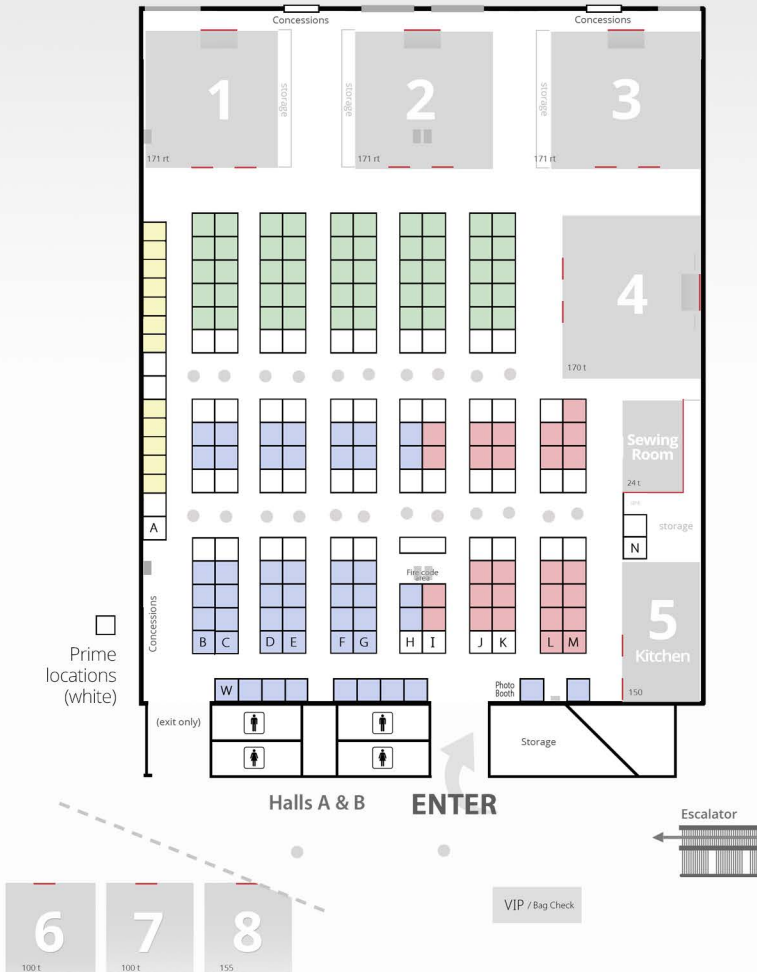 Concessions
Concessions
1
2
3
storage
storage
storage
171 rt
171 rt
171 rt
4
170 t
Sewing
Room
24 t
A
storage
N
Fire code
area
Concessions
Prime
locations
(white)
B C D E F G H I J K L M
5
Kitchen
150
W
Photo
Booth
(exit only)
Storage
Halls A & B
ENTER
Escalator
VIP / Bag Check
6
7
8
100 t
100 t
155